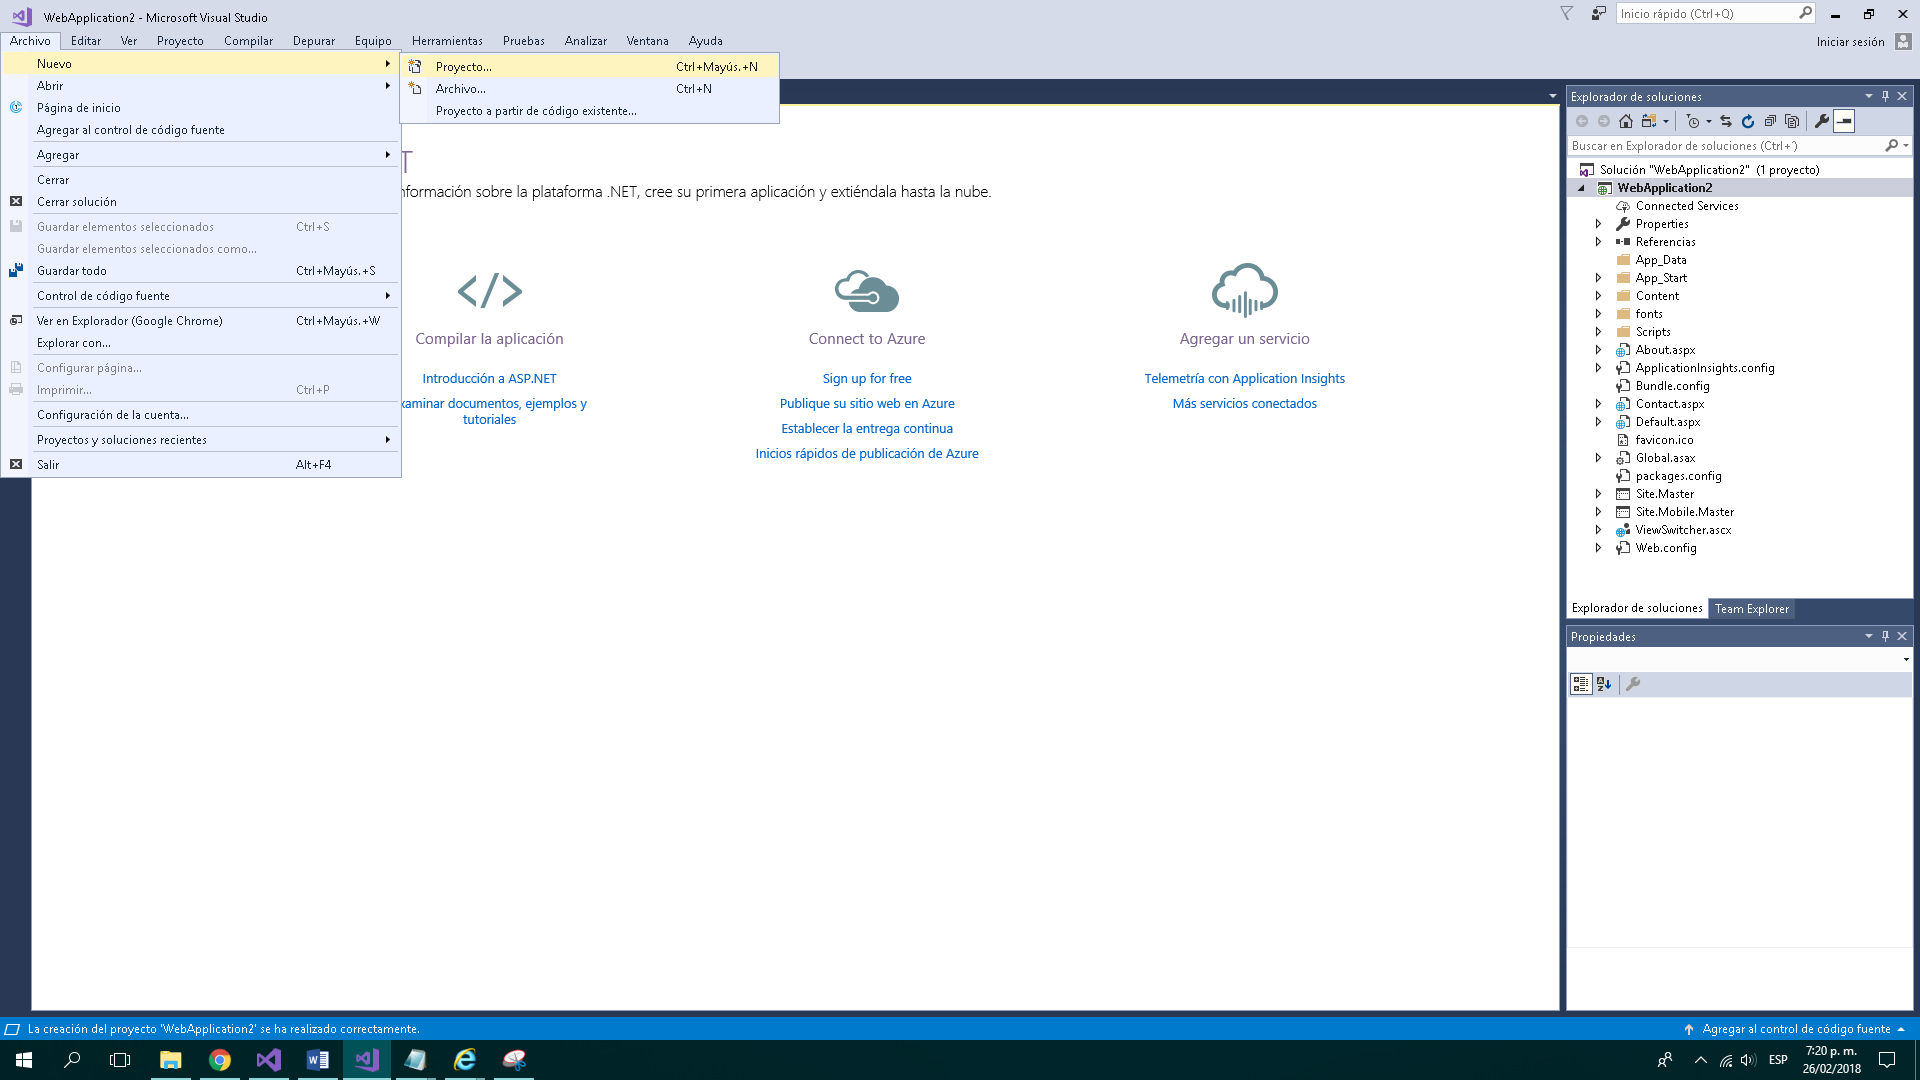 WebApplication2 - Microsoft Visual Studio
Inicio rápido (Ctrl+Q)
Archivo Editar Ver Proyecto Compilar Depurar Equipo Herramientas Pruebas Analizar Ventana Ayuda
Iniciar sesión
Nuevo
Abrir
Página de inicio
Agregar al control de código fuente
Agregar
Cerrar
Cerrar solución
Guardar elementos seleccionados Ctrl+S
Guardar elementos seleccionados como...
Guardar todo Ctrl+Mayús.+S
Control de código fuente
Ver en Explorador (Google Chrome) Ctrl+Mayús.+W
Explorar con...
Configurar página...
Imprimir... Ctrl+P
Configuración de la cuenta...
Proyectos y soluciones recientes
Salir Alt+F4
Proyecto... Ctrl+Mayús.+N
Archivo... Ctrl+N
Proyecto a partir de código existente...
T
nformación sobre la plataforma .NET, cree su primera aplicación y extiéndala hasta la nube.
Compilar la aplicación
Introducción a ASP.NET
xaminar documentos, ejemplos y
tutoriales
Connect to Azure
Sign up for free
Publique su sitio web en Azure
Establecer la entrega continua
Inicios rápidos de publicación de Azure
Agregar un servicio
Telemetría con Application Insights
Más servicios conectados
Explorador de soluciones
Buscar en Explorador de soluciones (Ctrl+´)
Solución "WebApplication2" (1 proyecto)
WebApplication2
Connected Services
Properties
Referencias
App_Data
App_Start
Content
fonts
Scripts
About.aspx
ApplicationInsights.config
Bundle.config
Contact.aspx
Default.aspx
favicon.ico
Global.asax
packages.config
Site.Master
Site.Mobile.Master
ViewSwitcher.ascx
Web.config
Explorador de soluciones Team Explorer
Propiedades
La creación del proyecto 'WebApplication2' se ha realizado correctamente.
Agregar al control de código fuente
ESP
7:20 p. m.
26/02/2018